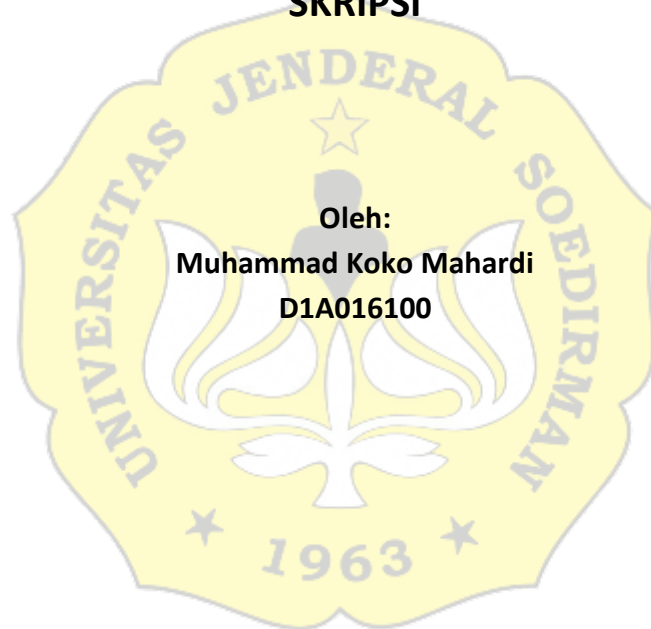 SKRIPSI
UNIVERSITAS JENDERAL SOEDIRMAN
Oleh:
Muhammad Koko Mahardi
D1A016100
1963